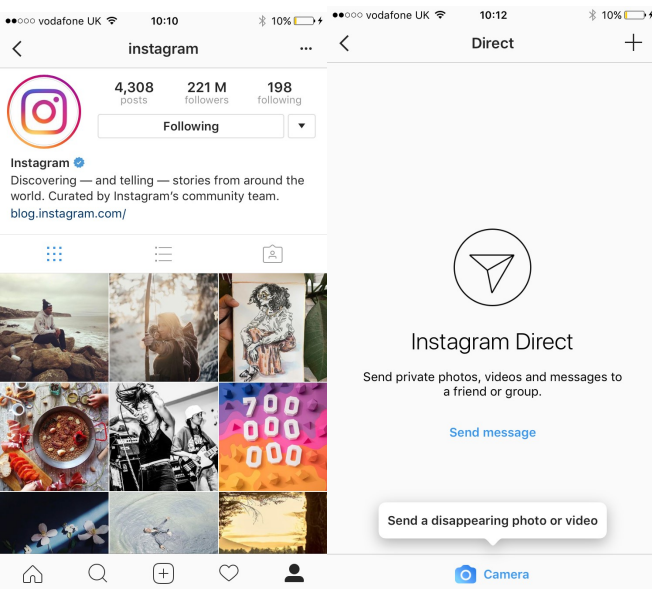 vodafone UK 10:10 10%
instagram
4,308 221 M 198
posts followers following
Following
Instagram
Discovering — and telling — stories from around the
world. Curated by Instagram's community team.
blog.instagram.com/
700
000
000
vodafone UK 10:12 10%
Direct
Instagram Direct
Send private photos, videos and messages to
a friend or group.
Send message
Send a disappearing photo or video
Camera